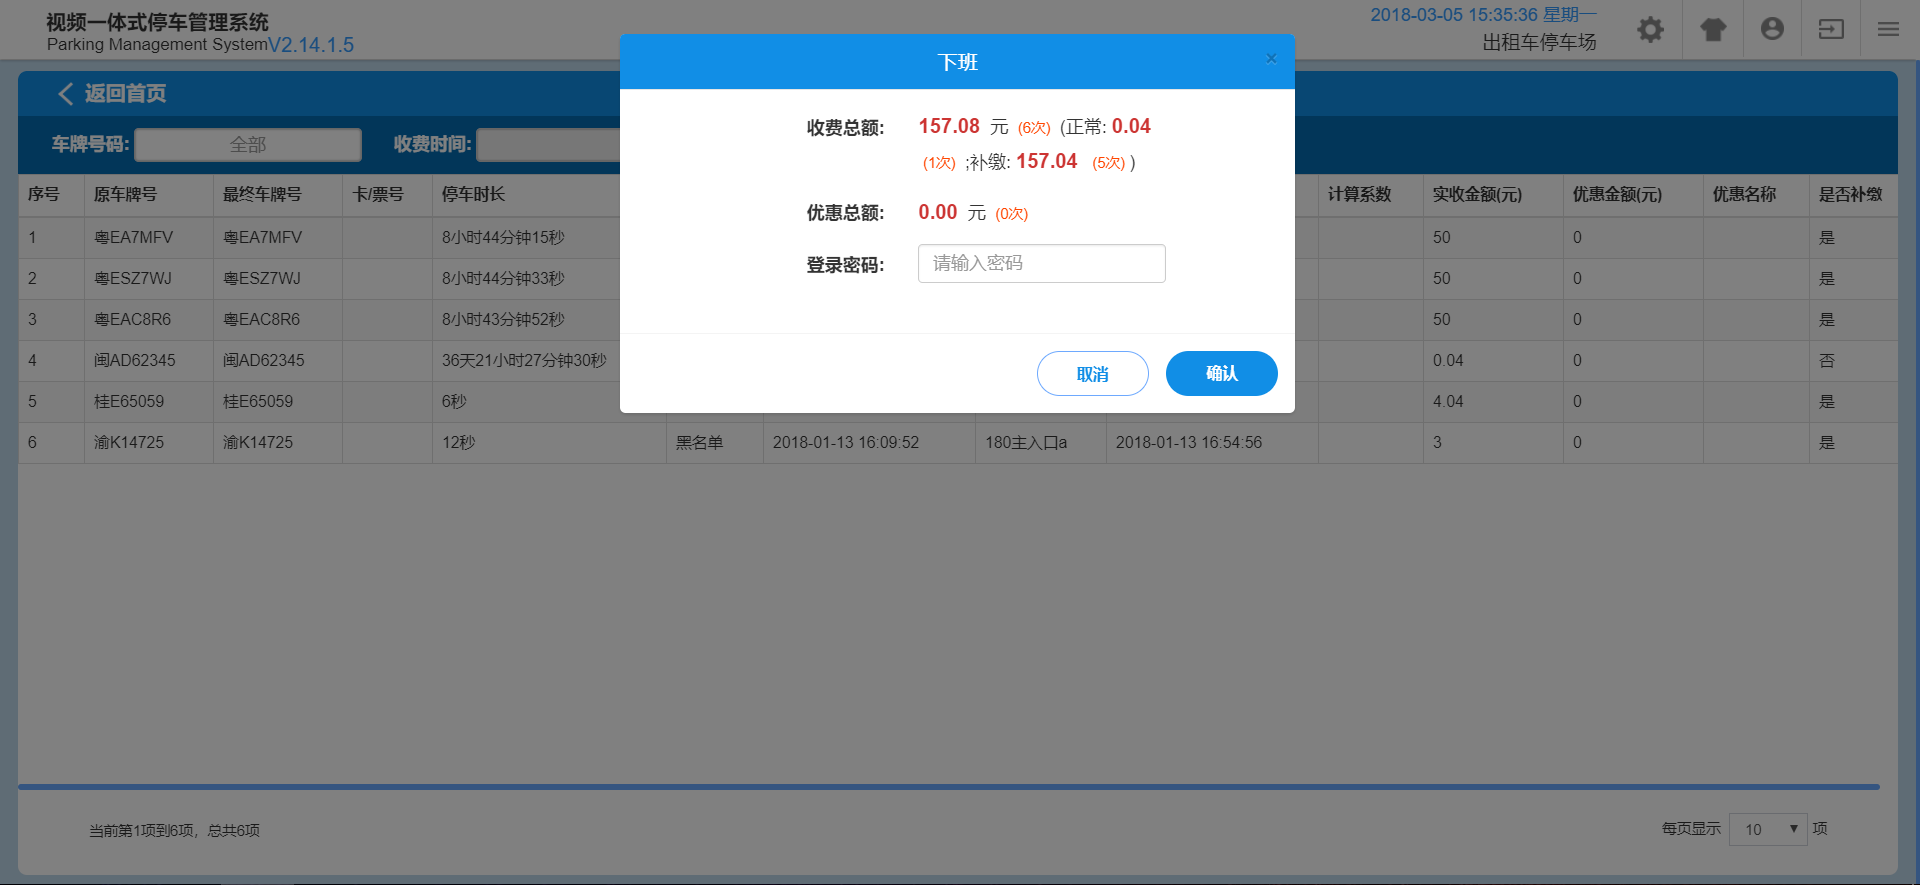 视频一体式停车管理系统
Parking Management SystemV2.14.1.5
2018-03-05 15:35:36 星期一
出租车停车场
返回首页
车牌号码: 全部 收费时间:
下班 ×
收费总额: 157.08 元 (6次) (正常: 0.04
(1次) ;补缴: 157.04 (5次) )
优惠总额: 0.00 元 (0次)
登录密码: 请输入密码
取消 确认
序号 原车牌号 最终车牌号 卡/票号 停车时长 计算系数 实收金额(元) 优惠金额(元) 优惠名称 是否补缴
1 粤EA7MFV 粤EA7MFV 8小时44分钟15秒 50 0 是
2 粤ESZ7WJ 粤ESZ7WJ 8小时44分钟33秒 50 0 是
3 粤EAC8R6 粤EAC8R6 8小时43分钟52秒 50 0 是
4 闽AD62345 闽AD62345 36天21小时27分钟30秒 0.04 0 否
5 桂E65059 桂E65059 6秒 4.04 0 是
6 渝K14725 渝K14725 12秒 黑名单 2018-01-13 16:09:52 180主入口a 2018-01-13 16:54:56 3 0 是
当前第1项到6项，总共6项
每页显示 10 项